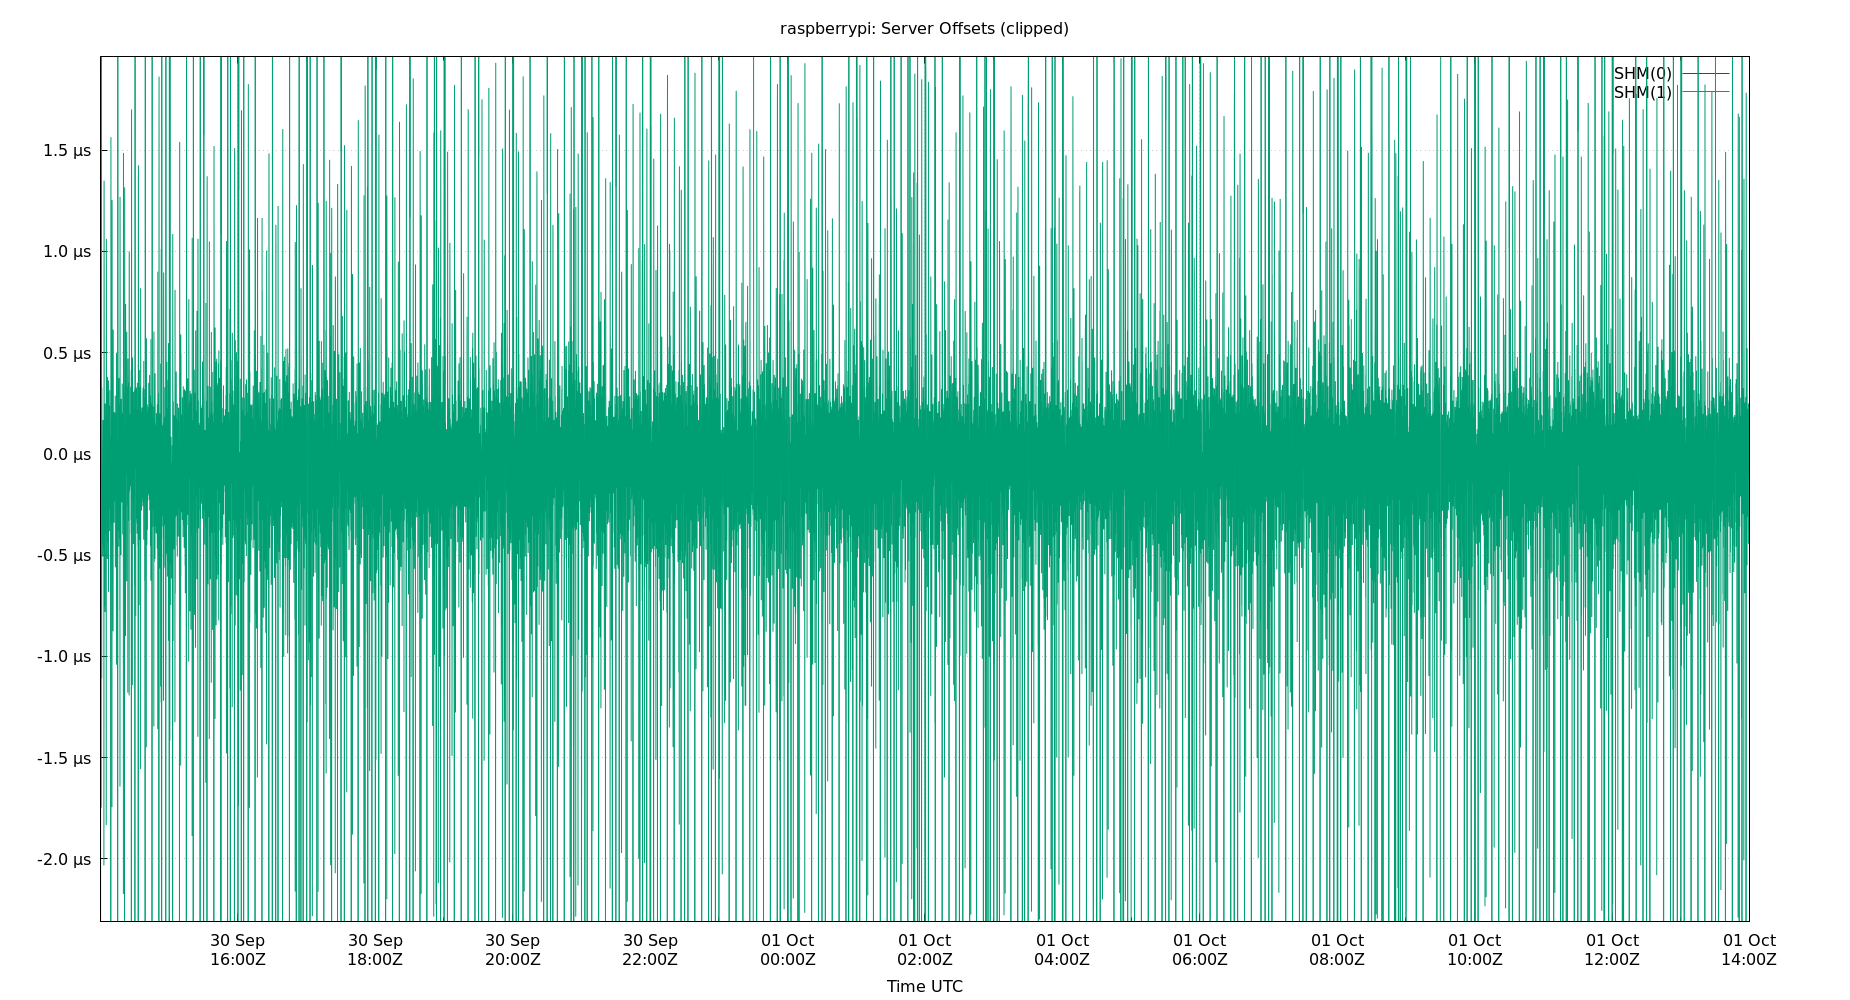 raspberrypi: Server Offsets (clipped)
SHM(0)
SHM(1)
1.5 µs
1.0 µs
0.5 µs
0.0 µs
-0.5 µs
-1.0 µs
-1.5 µs
-2.0 µs
30 Sep 30 Sep 30 Sep 30 Sep 01 Oct 01 Oct 01 Oct 01 Oct 01 Oct 01 Oct 01 Oct 01 Oct
16:00Z 18:00Z 20:00Z 22:00Z 00:00Z 02:00Z 04:00Z 06:00Z 08:00Z 10:00Z 12:00Z 14:00Z
Time UTC